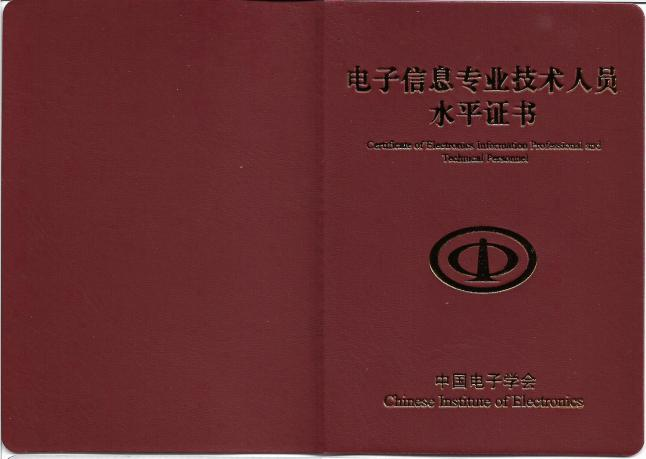 电子信息专业技术人员
水平证书
Certificate of Electronics Information Professional and
Technical Personnel
中国电子学会
Chinese Institute of Electronics